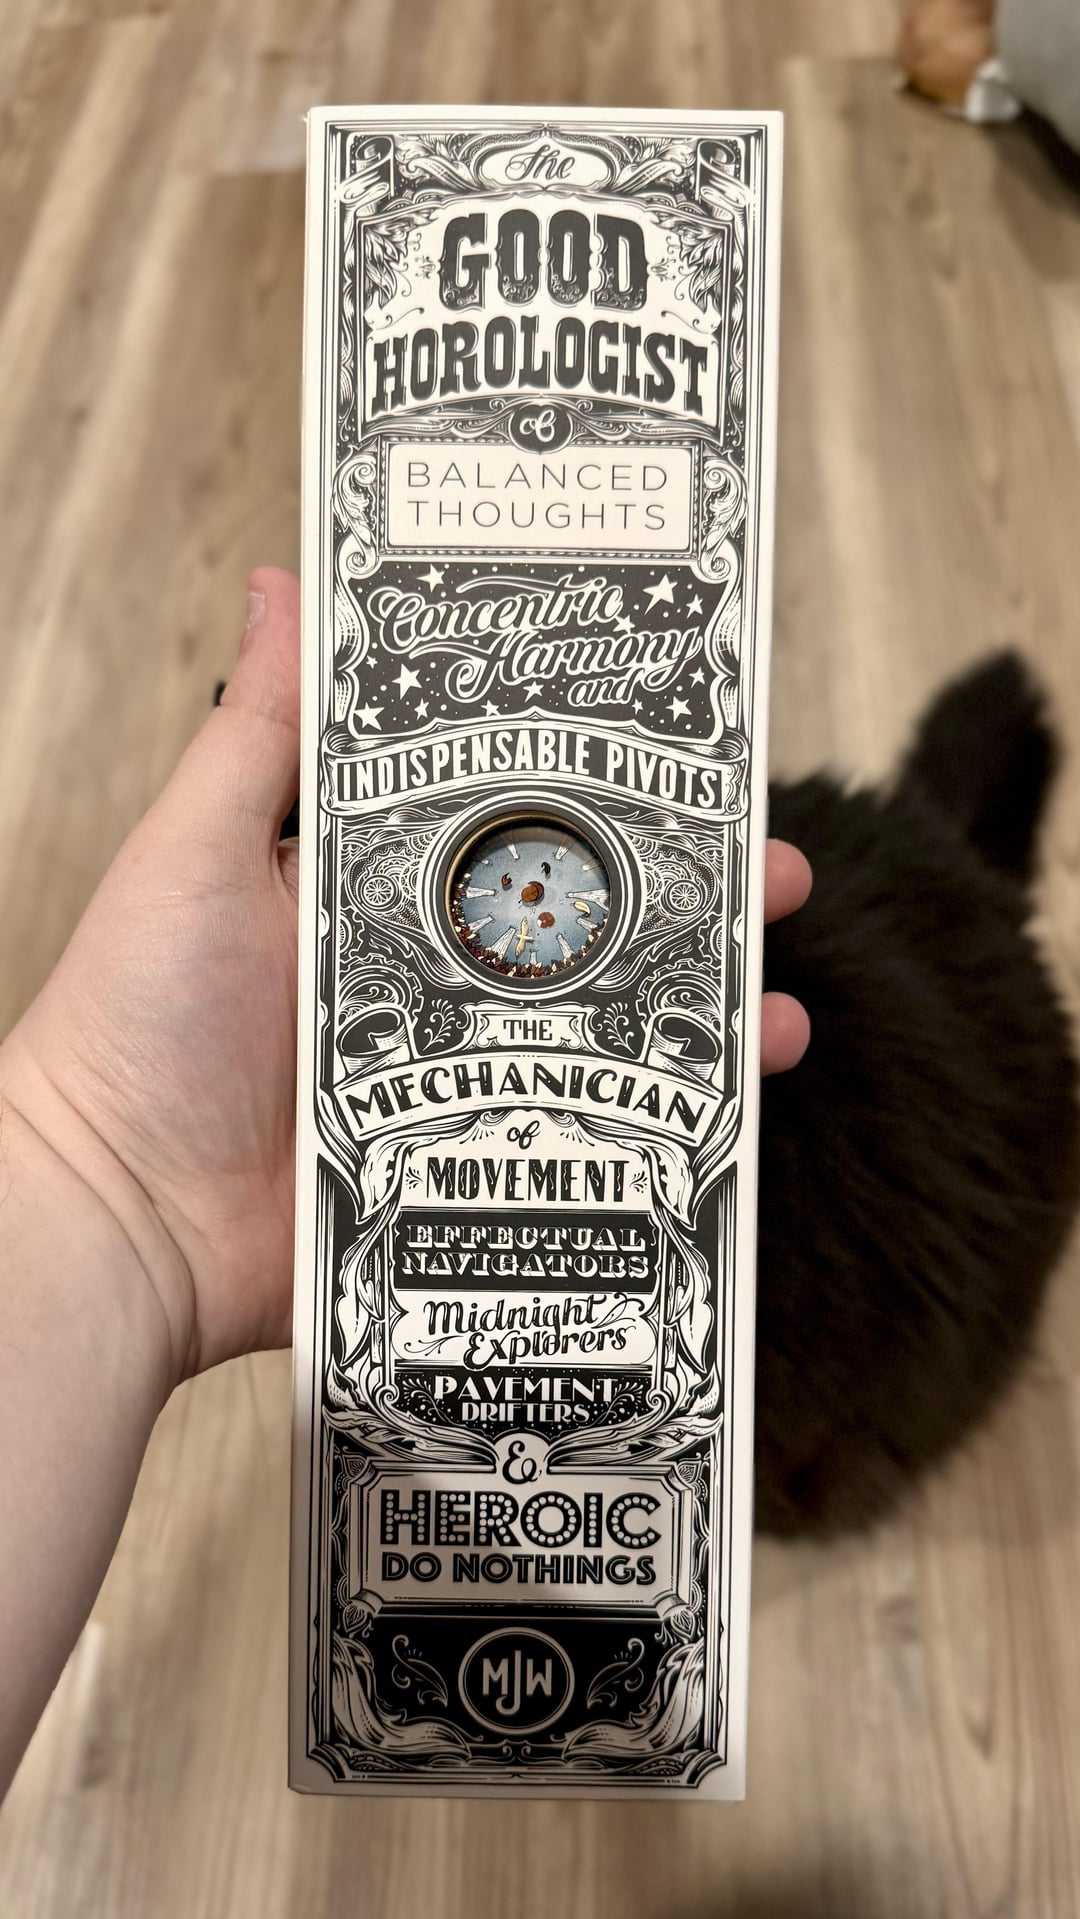 The
GOOD
HOROLOGIST
of
BALANCED
THOUGHTS
Concentric
Harmony
and
INDISPENSABLE PIVOTS
THE
MECHANICIAN
of
MOVEMENT
EFFECTUAL
NAVIGATORS
Midnight
Explorers
PAVEMENT
DRIFTERS
&
HEROIC
DO NOTHINGS
MJW